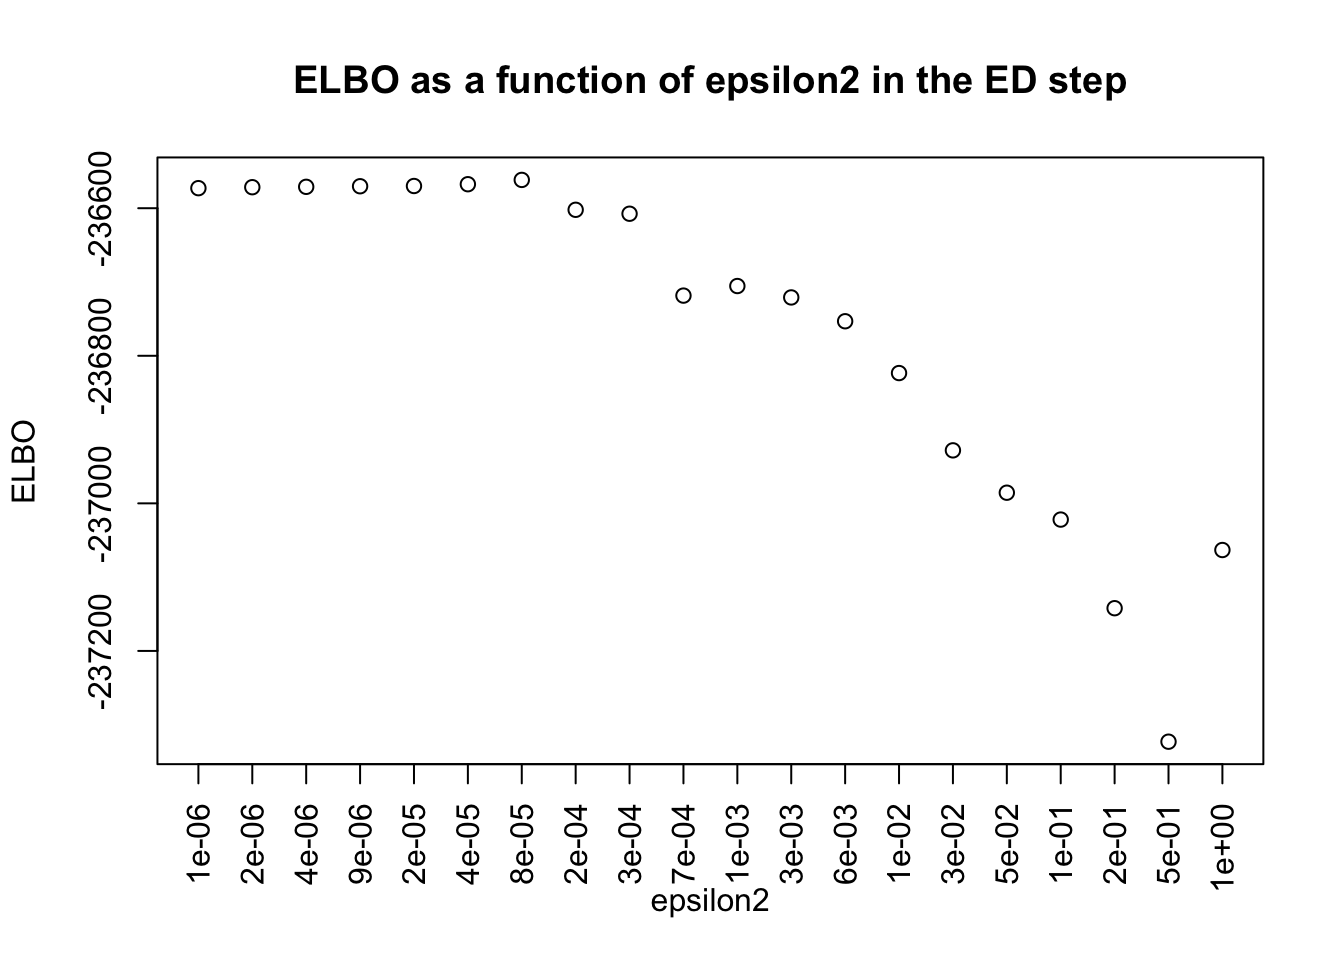 ELBO as a function of epsilon2 in the ED step
ELBO
-236600
-236800
-237000
-237200
1e-06
2e-06
4e-06
9e-06
2e-05
4e-05
8e-05
2e-04
3e-04
7e-04
1e-03
3e-03
6e-03
1e-02
3e-02
5e-02
1e-01
2e-01
5e-01
1e+00
epsilon2